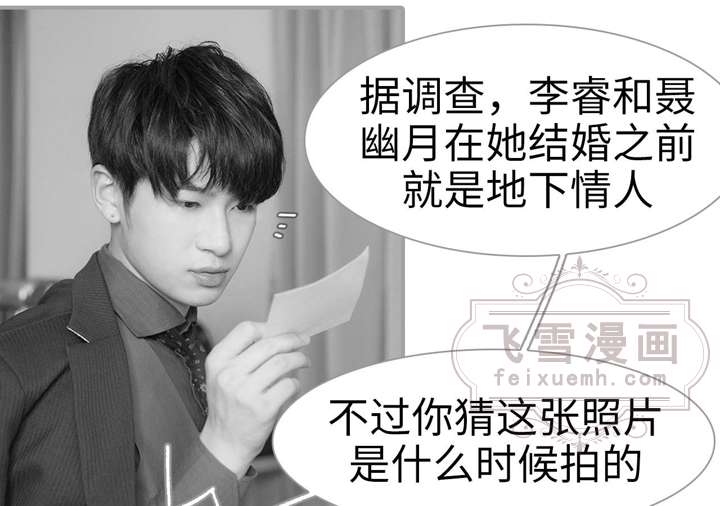 据调查，李睿和聂
幽月在她结婚之前
就是地下情人
飞雪漫画
feixuemh.com
不过你猜这张照片
是什么时候拍的